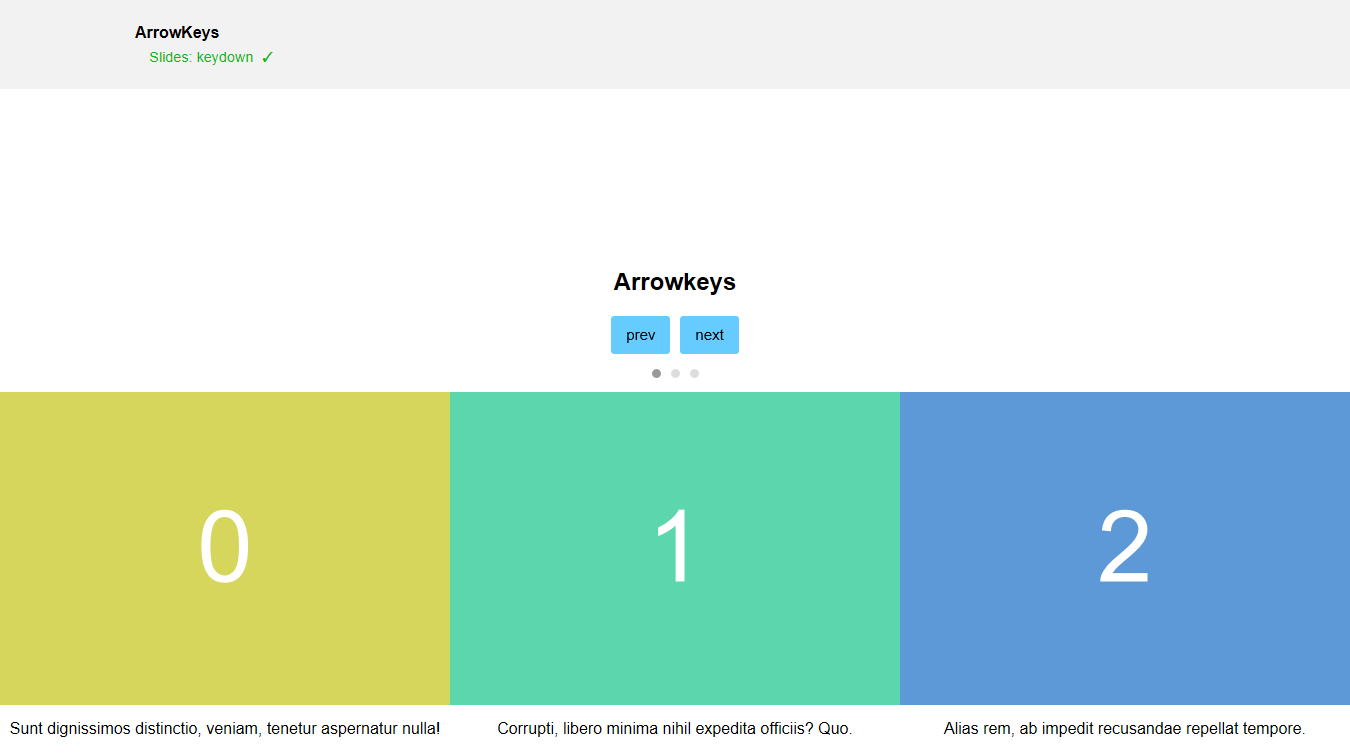 ArrowKeys
Slides: keydown ✓
Arrowkeys
prev next
0 1 2
Sunt dignissimos distinctio, veniam, tenetur aspernatur nulla! Corrupti, libero minima nihil expedita officiis? Quo. Alias rem, ab impedit recusandae repellat tempore.